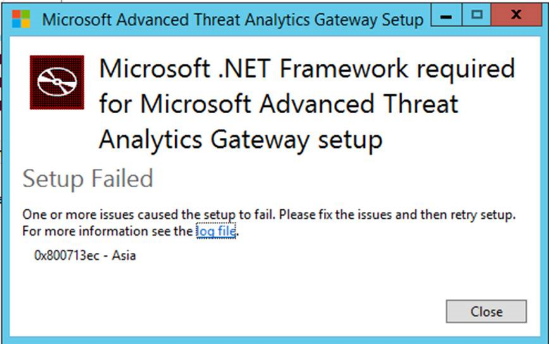 Microsoft Advanced Threat Analytics Gateway Setup
Microsoft .NET Framework required
for Microsoft Advanced Threat
Analytics Gateway setup
Setup Failed
One or more issues caused the setup to fail. Please fix the issues and then retry setup.
For more information see the log file.
0x800713ec - Asia
Close